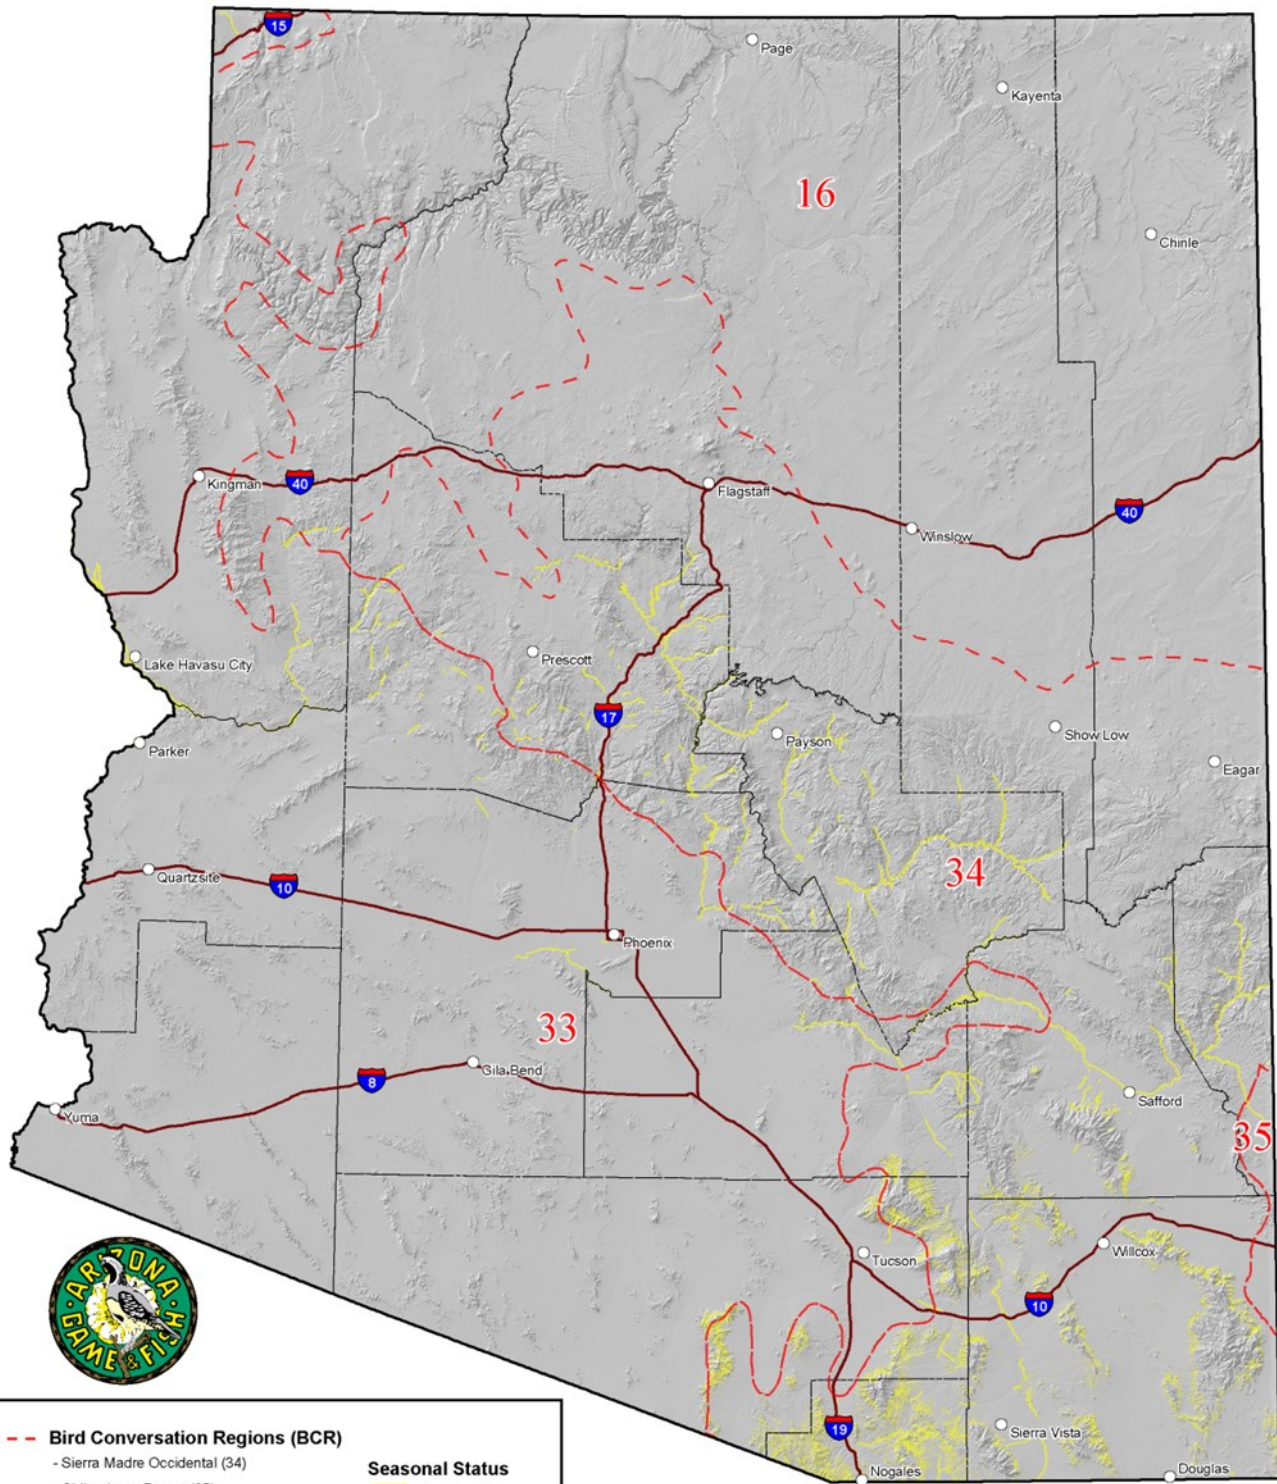 15
Page
Kayenta
16
Chinle
Kingman
40
Flagstaff
40
Winslow
Lake Havasu City
Prescott
17
Parker
Payson
Show Low
Eagar
Quartzsite
10
34
Phoenix
33
Gila Bend
8
Safford
Yuma
35
Tucson
Willcox
10
ARIZONA
GAME & FISH
Sierra Vista
19
Nogales
Douglas
Bird Conversation Regions (BCR)
- Sierra Madre Occidental (34)
Seasonal Status